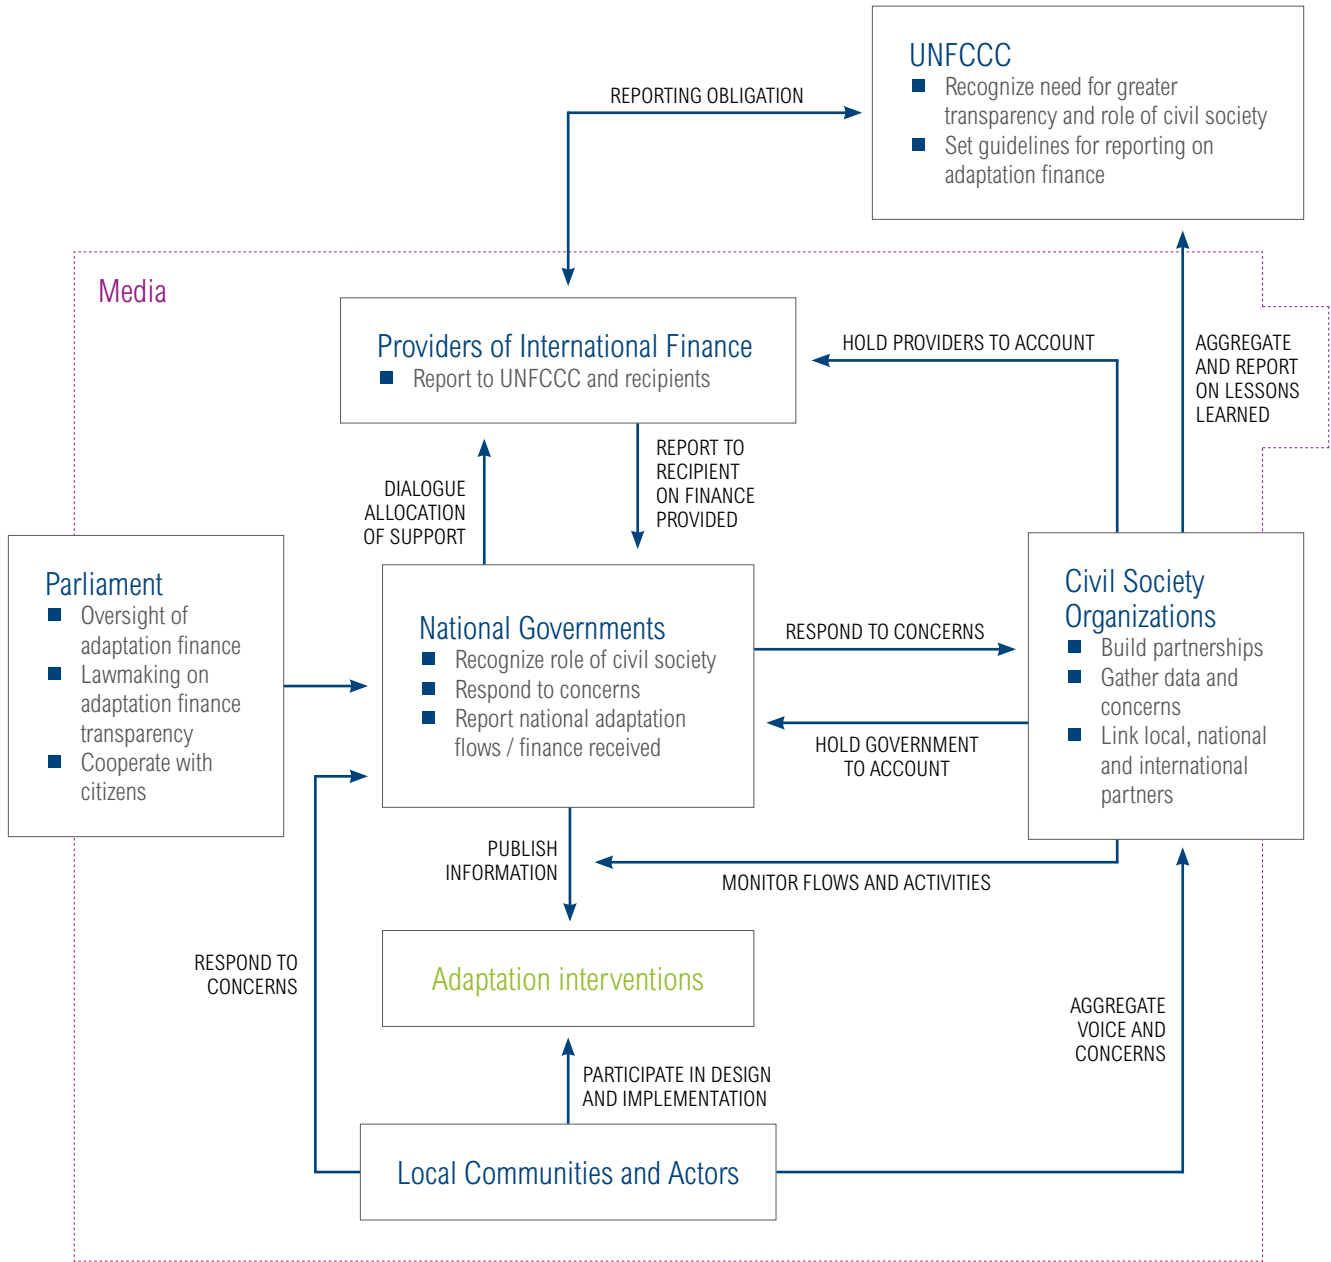 UNFCCC
Recognize need for greater
transparency and role of civil society
Set guidelines for reporting on
adaptation finance
REPORTING OBLIGATION
Media
Providers of International Finance
Report to UNFCCC and recipients
HOLD PROVIDERS TO ACCOUNT
AGGREGATE
AND REPORT
ON LESSONS
LEARNED
DIALOGUE
ALLOCATION
OF SUPPORT
REPORT TO
RECIPIENT
ON FINANCE
PROVIDED
Parliament
Oversight of
adaptation finance
Lawmaking on
adaptation finance
transparency
Cooperate with
citizens
National Governments
Recognize role of civil society
Respond to concerns
Report national adaptation
flows / finance received
RESPOND TO CONCERNS
HOLD GOVERNMENT
TO ACCOUNT
Civil Society
Organizations
Build partnerships
Gather data and
concerns
Link local, national
and international
partners
PUBLISH
INFORMATION
MONITOR FLOWS AND ACTIVITIES
RESPOND TO
CONCERNS
Adaptation interventions
AGGREGATE
VOICE AND
CONCERNS
PARTICIPATE IN DESIGN
AND IMPLEMENTATION
Local Communities and Actors